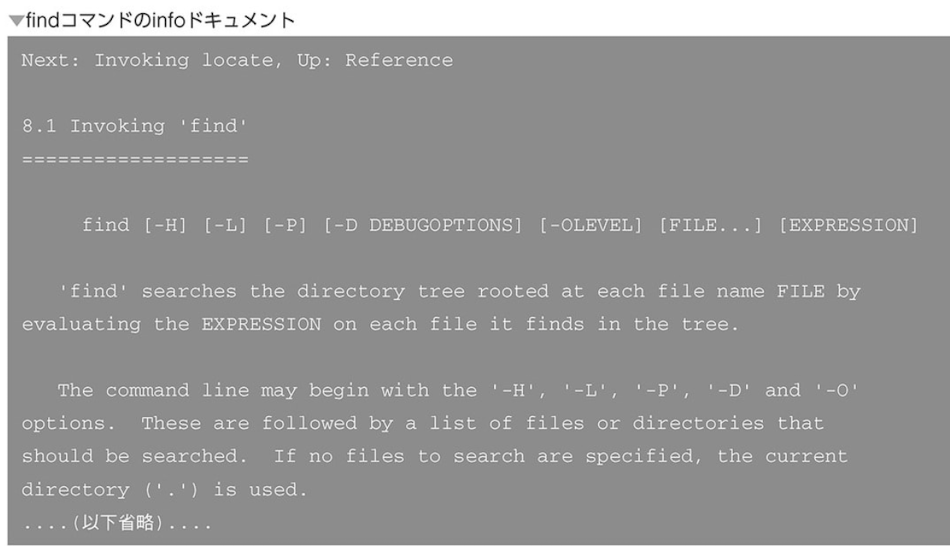 ▼findコマンドのinfoドキュメント
Next: Invoking locate, Up: Reference
8.1 Invoking 'find'
===================
find [-H] [-L] [-P] [-D DEBUGOPTIONS] [-OLEVEL] [FILE...] [EXPRESSION]
'find' searches the directory tree rooted at each file name FILE by
evaluating the EXPRESSION on each file it finds in the tree.
The command line may begin with the '-H', '-L', '-P', '-D' and '-O'
options.  These are followed by a list of files or directories that
should be searched.  If no files to search are specified, the current
directory ('.') is used.
....(以下省略)....